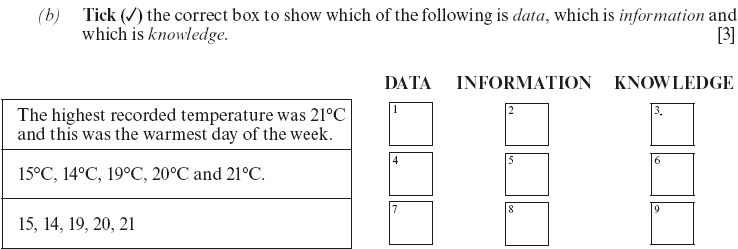 (b) Tick (✓) the correct box to show which of the following is data, which is information and
which is knowledge. [3]
DATA INFORMATION KNOWLEDGE
The highest recorded temperature was 21°C
and this was the warmest day of the week.
1 2 3.
15°C, 14°C, 19°C, 20°C and 21°C.
4 5 6
15, 14, 19, 20, 21
7 8 9